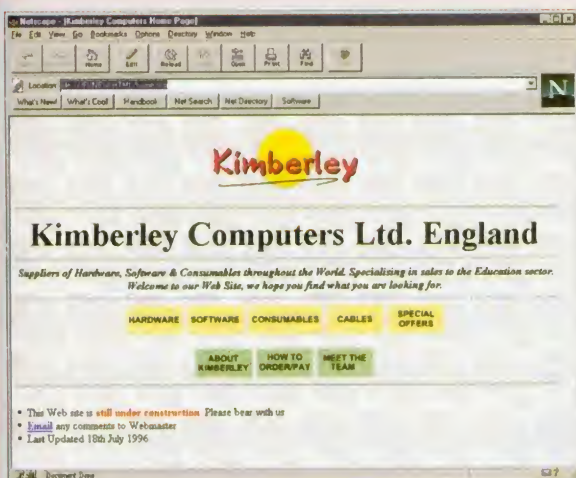 Netscape - [Kimberley Computers Home Page]
File Edit View Go Bookmarks Options Directory Window Help
Home Edit Reload Open Print Find
Location
N
What's New! What's Cool Handbook Net Search Net Directory Software
Kimberley
Kimberley Computers Ltd. England
Suppliers of Hardware, Software & Consumables throughout the World. Specialising in sales to the Education sector.
Welcome to our Web Site, we hope you find what you are looking for.
HARDWARE SOFTWARE CONSUMABLES CABLES SPECIAL OFFERS
ABOUT KIMBERLEY HOW TO ORDER/PAY MEET THE TEAM
• This Web site is still under construction. Please bear with us
• Email any comments to Webmaster
• Last Updated 18th July 1996
Document Done